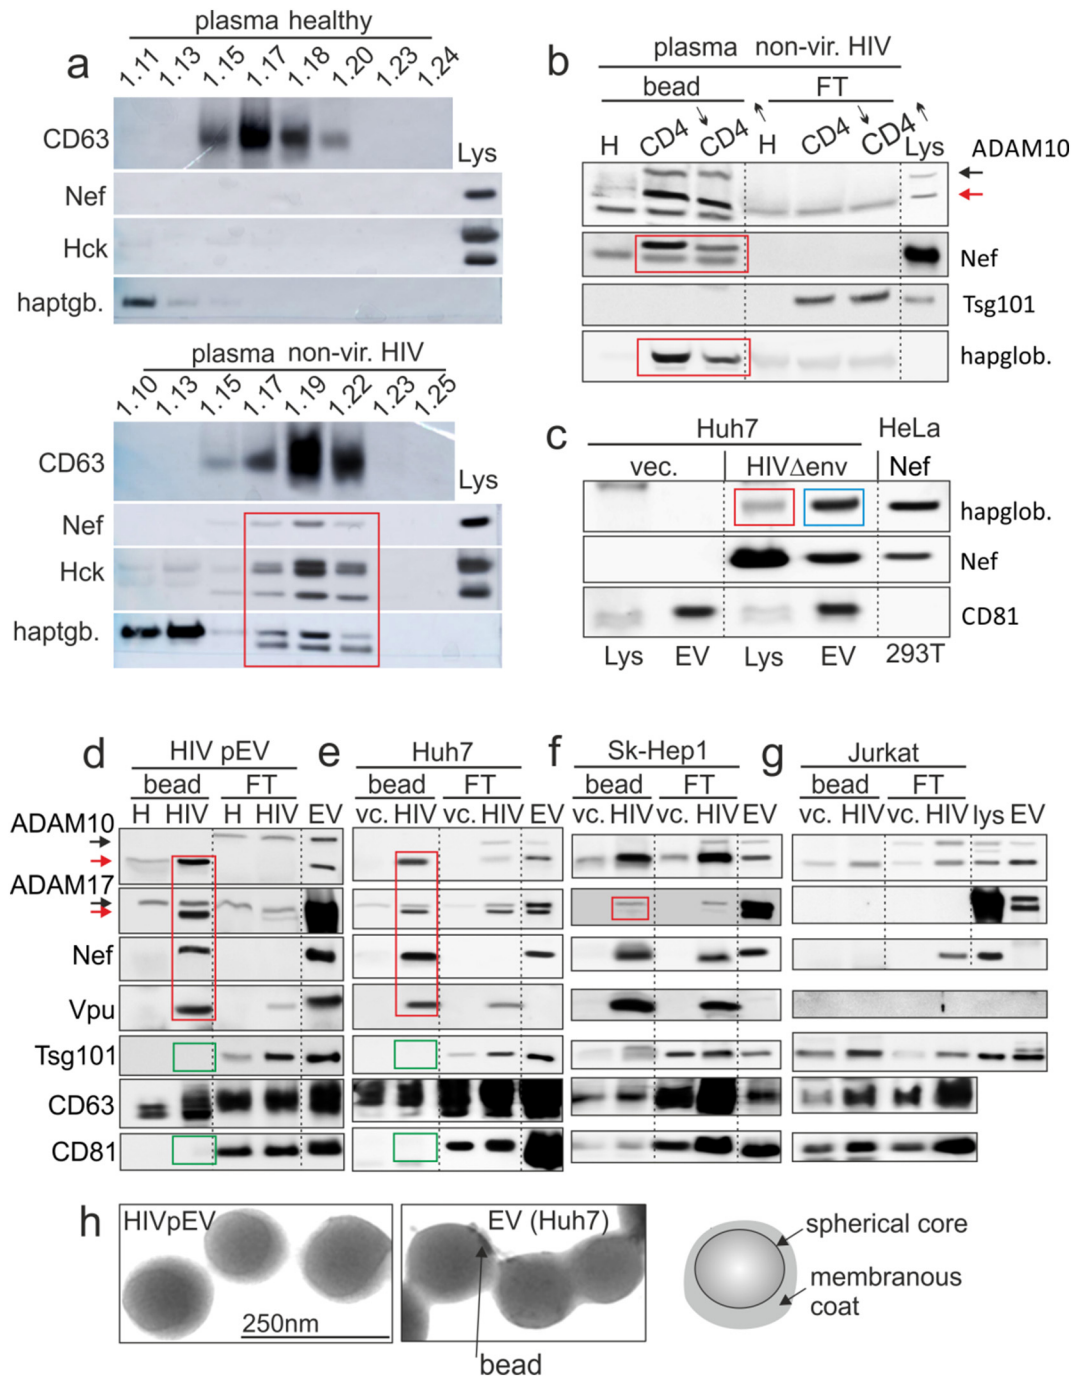 a
plasma healthy
1.11 1.13 1.15 1.17 1.18 1.20 1.23 1.24
CD63
Lys
Nef
Hck
haptgb.
plasma non-vir. HIV
1.10 1.13 1.15 1.17 1.19 1.22 1.23 1.25
CD63
Lys
Nef
Hck
haptgb.
b
plasma non-vir. HIV
bead FT
H CD4 CD4 H CD4 CD4 Lys
ADAM10
Nef
Tsg101
hapglob.
c
Huh7 HeLa
vec. HIVΔenv Nef
hapglob.
Nef
CD81
Lys EV Lys EV 293T
d
HIV pEV
bead FT
H HIV H HIV EV
ADAM10
ADAM17
Nef
Vpu
Tsg101
CD63
CD81
e
Huh7
bead FT
vc. HIV vc. HIV EV
f
Sk-Hep1
bead FT
vc. HIV vc. HIV EV
g
Jurkat
bead FT
vc. HIV vc. HIV lys EV
h
HIVpEV
250nm
EV (Huh7)
bead
spherical core
membranous
coat